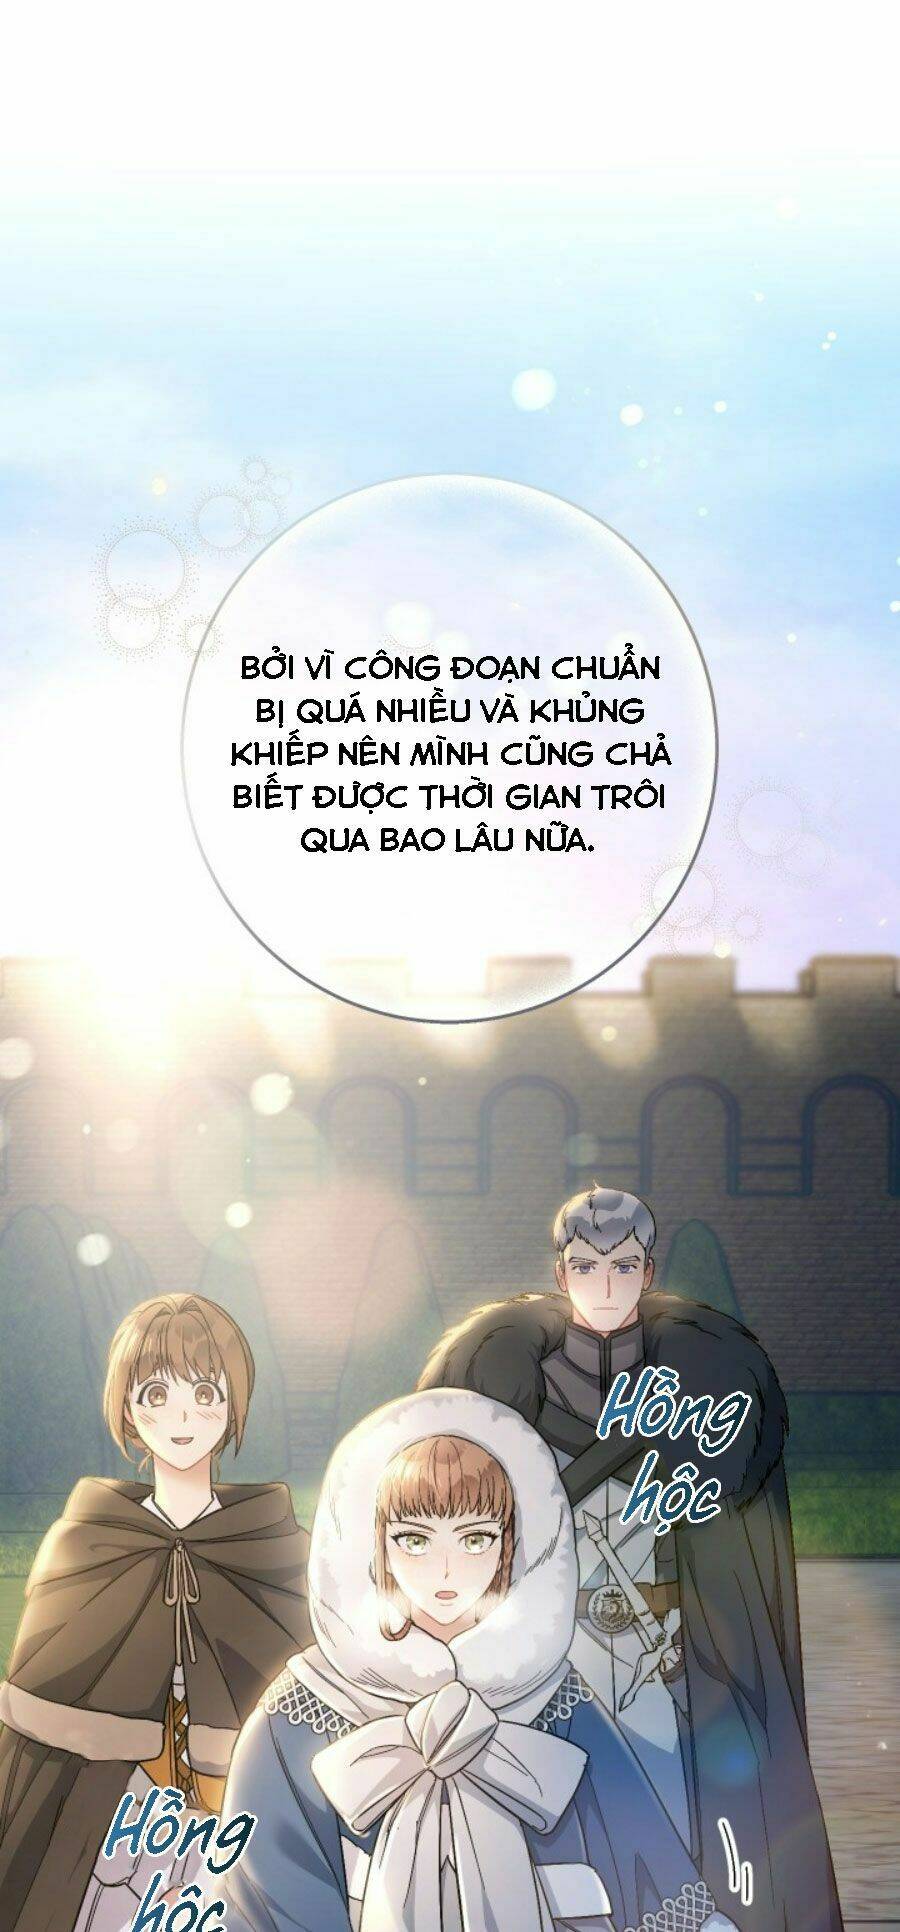 BỞI VÌ CÔNG ĐOẠN CHUẨN
BỊ QUÁ NHIỀU VÀ KHỦNG
KHIẾP NÊN MÌNH CŨNG CHẢ
BIẾT ĐƯỢC THỜI GIAN TRÔI
QUA BAO LÂU NỮA.
Hồng
hộc
Hồng
hộc